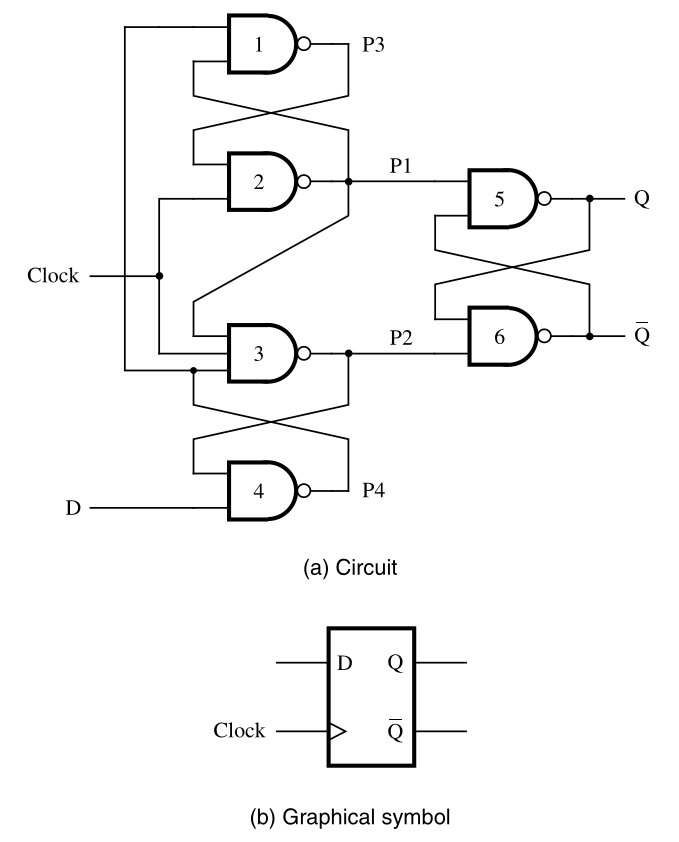 1 P3
P1
2
5 Q
Clock
P2
3 6 Q̅
4 P4
D
(a) Circuit
D Q
Clock Q̅
(b) Graphical symbol